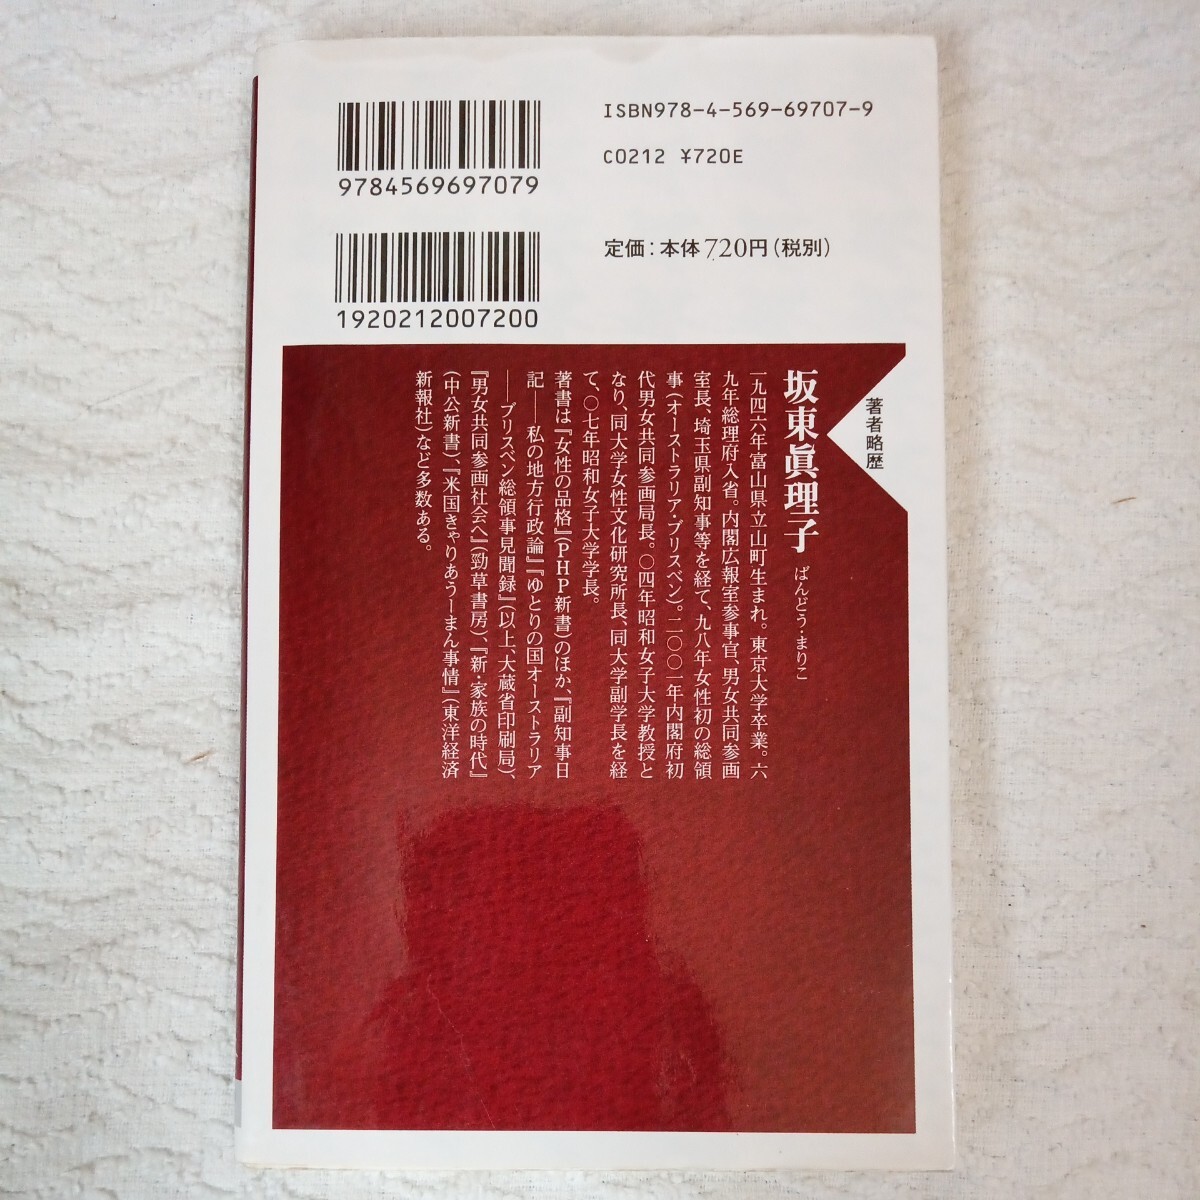 ISBN978-4-569-69707-9
C0212 ¥720E
定価：本体720円（税別）
9784569697079
1920212007200
著者略歴
坂東眞理子 ばんどう・まりこ
一九四六年富山県立山町生まれ。東京大学卒業。六
九年総理府入省。内閣広報室参事官、男女共同参画
室長、埼玉県副知事等を経て、九八年女性初の総領
事（オーストラリア・ブリスベン）。二〇〇一年内閣府初
代男女共同参画局長。〇四年昭和女子大学教授と
なり、同大学女性文化研究所長、同大学副学長を経
て、〇七年昭和女子大学学長。
著書は『女性の品格』（PHP新書）のほか、『副知事日
記――私の地方行政論』『ゆとりの国オーストラリア
――ブリスベン総領事見聞録』（以上、大蔵省印刷局）、
『男女共同参画社会へ』（勁草書房）、『新・家族の時代』
（中公新書）、『米国きゃりあうーまん事情』（東洋経済
新報社）など多数ある。